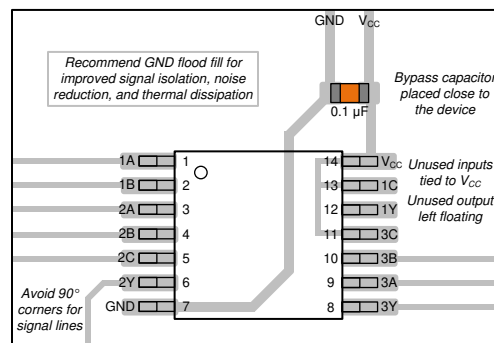 GND VCC
Recommend GND flood fill for
improved signal isolation, noise
reduction, and thermal dissipation
Bypass capacitor
placed close to
the device
0.1 µF
1A 1 14 VCC
Unused inputs
tied to VCC
1B 2 13 1C
2A 3 12 1Y
Unused output
left floating
2B 4 11 3C
2C 5 10 3B
2Y 6 9 3A
GND 7 8 3Y
Avoid 90°
corners for
signal lines